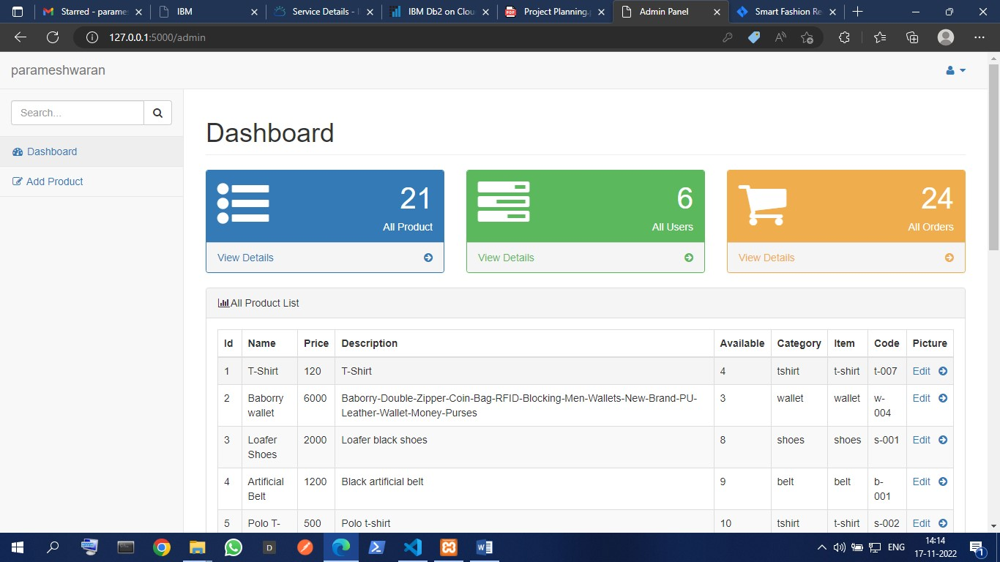 Starred - parames
IBM
Service Details - I
IBM Db2 on Clou
Project Planning.p
Admin Panel
Smart Fashion Re
127.0.0.1:5000/admin
parameshwaran
Search...
Dashboard
Add Product
Dashboard
21
All Product
View Details
6
All Users
View Details
24
All Orders
View Details
All Product List
Id Name Price Description Available Category Item Code Picture
1 T-Shirt 120 T-Shirt 4 tshirt t-shirt t-007 Edit
2 Baborry 6000 Baborry-Double-Zipper-Coin-Bag-RFID-Blocking-Men-Wallets-New-Brand-PU- 3 wallet wallet w- Edit
wallet Leather-Wallet-Money-Purses 004
3 Loafer 2000 Loafer black shoes 8 shoes shoes s-001 Edit
Shoes
4 Artificial 1200 Black artificial belt 9 belt belt b- Edit
Belt 001
5 Polo T- 500 Polo t-shirt 10 tshirt t-shirt s-002 Edit
ENG
14:14
17-11-2022
1